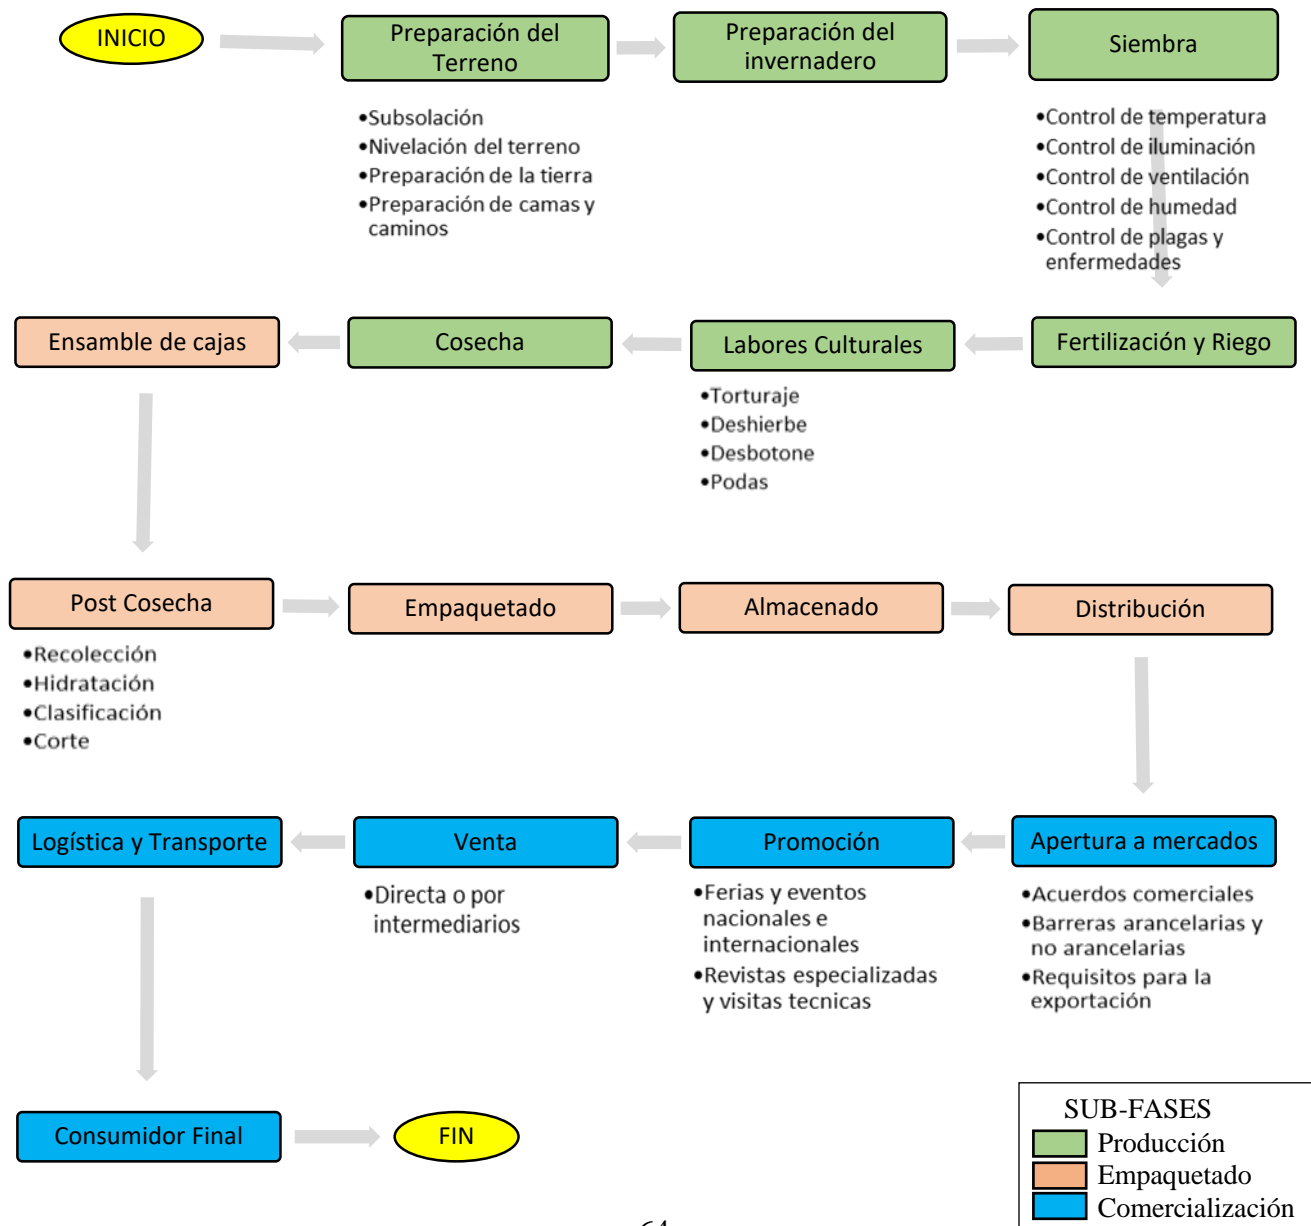 INICIO
Preparación del
Terreno
Preparación del
invernadero
Siembra
•Subsolación
•Nivelación del terreno
•Preparación de la tierra
•Preparación de camas y
caminos
•Control de temperatura
•Control de iluminación
•Control de ventilación
•Control de humedad
•Control de plagas y
enfermedades
Ensamble de cajas
Cosecha
Labores Culturales
Fertilización y Riego
•Torturaje
•Deshierbe
•Desbotone
•Podas
Post Cosecha
Empaquetado
Almacenado
Distribución
•Recolección
•Hidratación
•Clasificación
•Corte
Logística y Transporte
Venta
Promoción
Apertura a mercados
•Directa o por
intermediarios
•Ferias y eventos
nacionales e
internacionales
•Revistas especializadas
y visitas tecnicas
•Acuerdos comerciales
•Barreras arancelarias y
no arancelarias
•Requisitos para la
exportación
Consumidor Final
FIN
SUB-FASES
Producción
Empaquetado
Comercialización